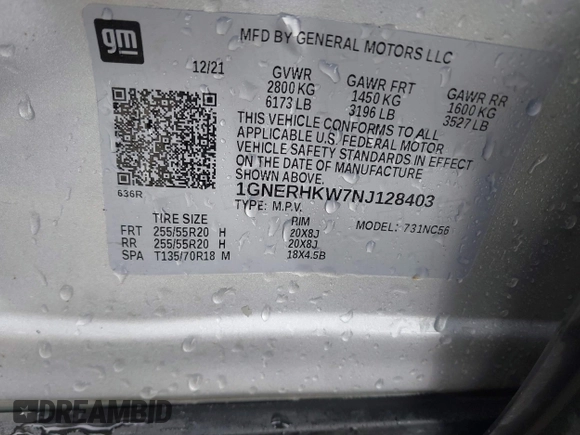 gm
MFD BY GENERAL MOTORS LLC
12/21
GVWR GAWR FRT GAWR RR
2800 KG 1450 KG 1600 KG
6173 LB 3196 LB 3527 LB
THIS VEHICLE CONFORMS TO ALL
APPLICABLE U.S. FEDERAL MOTOR
VEHICLE SAFETY STANDARDS IN EFFECT
ON THE DATE OF MANUFACTURE
SHOWN ABOVE.
636R
1GNERHKW7NJ128403
TYPE: M.P.V. MODEL: 731NC56
TIRE SIZE RIM
FRT 255/55R20 H 20X8J
RR 255/55R20 H 20X8J
SPA T135/70R18 M 18X4.5B
DREAMBID